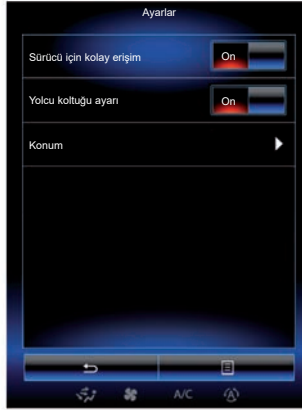 Ayarlar
Sürücü için kolay erişim
On
Yolcu koltuğu ayarı
On
Konum
A/C
A